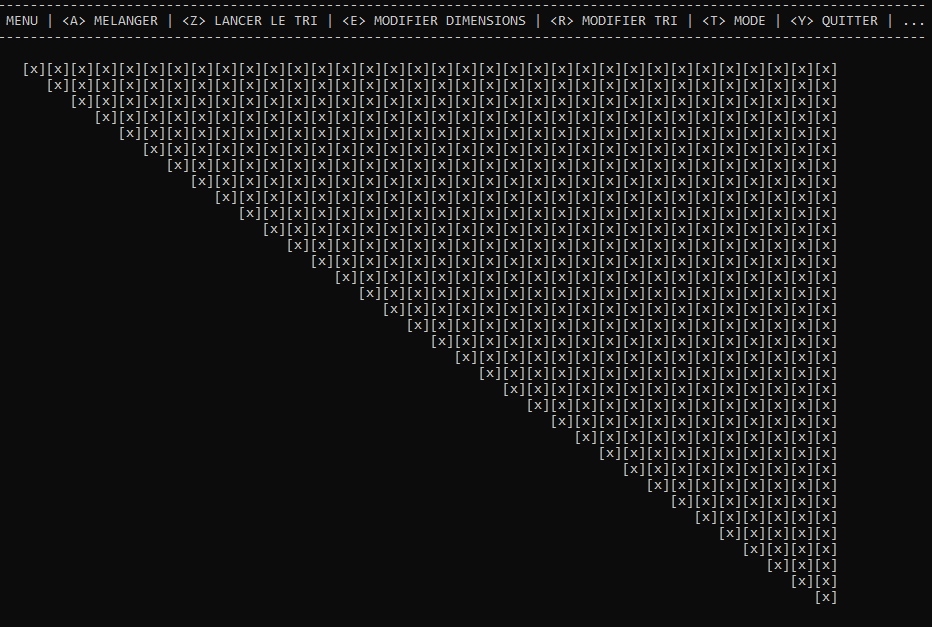 MENU | <A> MELANGER | <Z> LANCER LE TRI | <E> MODIFIER DIMENSIONS | <R> MODIFIER TRI | <T> MODE | <Y> QUITTER | ...
[x][x][x][x][x][x][x][x][x][x][x][x][x][x][x][x][x][x][x][x][x][x][x][x][x][x][x][x][x][x][x][x][x][x]
[x][x][x][x][x][x][x][x][x][x][x][x][x][x][x][x][x][x][x][x][x][x][x][x][x][x][x][x][x][x][x][x][x]
[x][x][x][x][x][x][x][x][x][x][x][x][x][x][x][x][x][x][x][x][x][x][x][x][x][x][x][x][x][x][x][x]
[x][x][x][x][x][x][x][x][x][x][x][x][x][x][x][x][x][x][x][x][x][x][x][x][x][x][x][x][x][x][x]
[x][x][x][x][x][x][x][x][x][x][x][x][x][x][x][x][x][x][x][x][x][x][x][x][x][x][x][x][x][x]
[x][x][x][x][x][x][x][x][x][x][x][x][x][x][x][x][x][x][x][x][x][x][x][x][x][x][x][x][x]
[x][x][x][x][x][x][x][x][x][x][x][x][x][x][x][x][x][x][x][x][x][x][x][x][x][x][x][x]
[x][x][x][x][x][x][x][x][x][x][x][x][x][x][x][x][x][x][x][x][x][x][x][x][x][x][x]
[x][x][x][x][x][x][x][x][x][x][x][x][x][x][x][x][x][x][x][x][x][x][x][x][x][x]
[x][x][x][x][x][x][x][x][x][x][x][x][x][x][x][x][x][x][x][x][x][x][x][x][x]
[x][x][x][x][x][x][x][x][x][x][x][x][x][x][x][x][x][x][x][x][x][x][x][x]
[x][x][x][x][x][x][x][x][x][x][x][x][x][x][x][x][x][x][x][x][x][x][x]
[x][x][x][x][x][x][x][x][x][x][x][x][x][x][x][x][x][x][x][x][x][x]
[x][x][x][x][x][x][x][x][x][x][x][x][x][x][x][x][x][x][x][x][x]
[x][x][x][x][x][x][x][x][x][x][x][x][x][x][x][x][x][x][x][x]
[x][x][x][x][x][x][x][x][x][x][x][x][x][x][x][x][x][x][x]
[x][x][x][x][x][x][x][x][x][x][x][x][x][x][x][x][x][x]
[x][x][x][x][x][x][x][x][x][x][x][x][x][x][x][x][x]
[x][x][x][x][x][x][x][x][x][x][x][x][x][x][x][x]
[x][x][x][x][x][x][x][x][x][x][x][x][x][x][x]
[x][x][x][x][x][x][x][x][x][x][x][x][x][x]
[x][x][x][x][x][x][x][x][x][x][x][x][x]
[x][x][x][x][x][x][x][x][x][x][x][x]
[x][x][x][x][x][x][x][x][x][x][x]
[x][x][x][x][x][x][x][x][x][x]
[x][x][x][x][x][x][x][x][x]
[x][x][x][x][x][x][x][x]
[x][x][x][x][x][x][x]
[x][x][x][x][x][x]
[x][x][x][x][x]
[x][x][x][x]
[x][x][x]
[x][x]
[x]